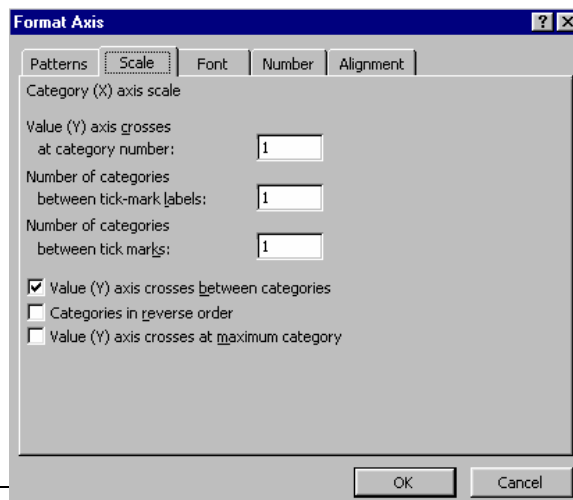 Format Axis
Patterns Scale Font Number Alignment
Category (X) axis scale
Value (Y) axis crosses
at category number: 1
Number of categories
between tick-mark labels: 1
Number of categories
between tick marks: 1
Value (Y) axis crosses between categories
Categories in reverse order
Value (Y) axis crosses at maximum category
OK Cancel